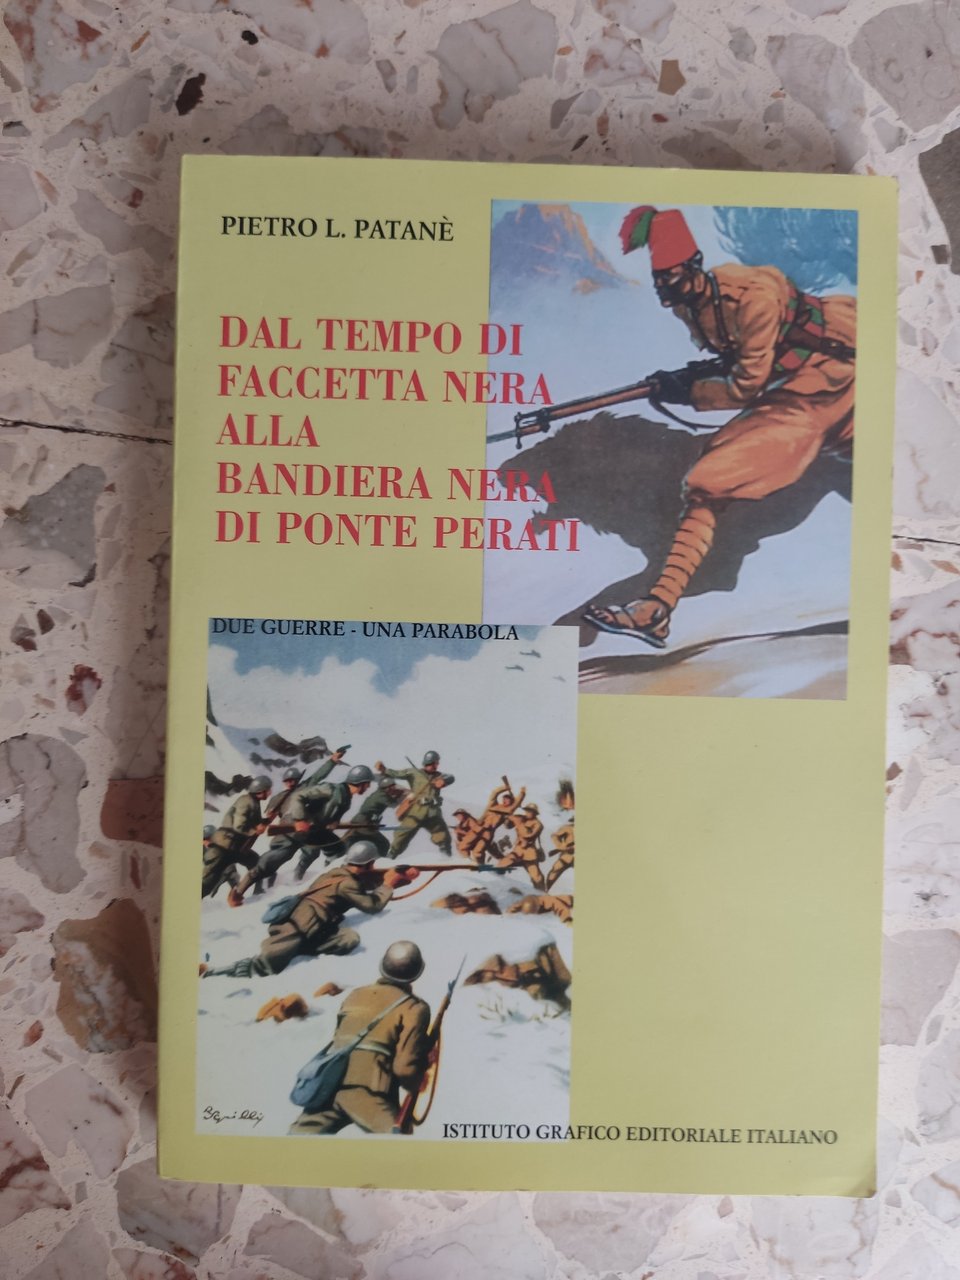 PIETRO L. PATANÈ
DAL TEMPO DI
FACCETTA NERA
ALLA
BANDIERA NERA
DI PONTE PERATI
DUE GUERRE - UNA PARABOLA
ISTITUTO GRAFICO EDITORIALE ITALIANO